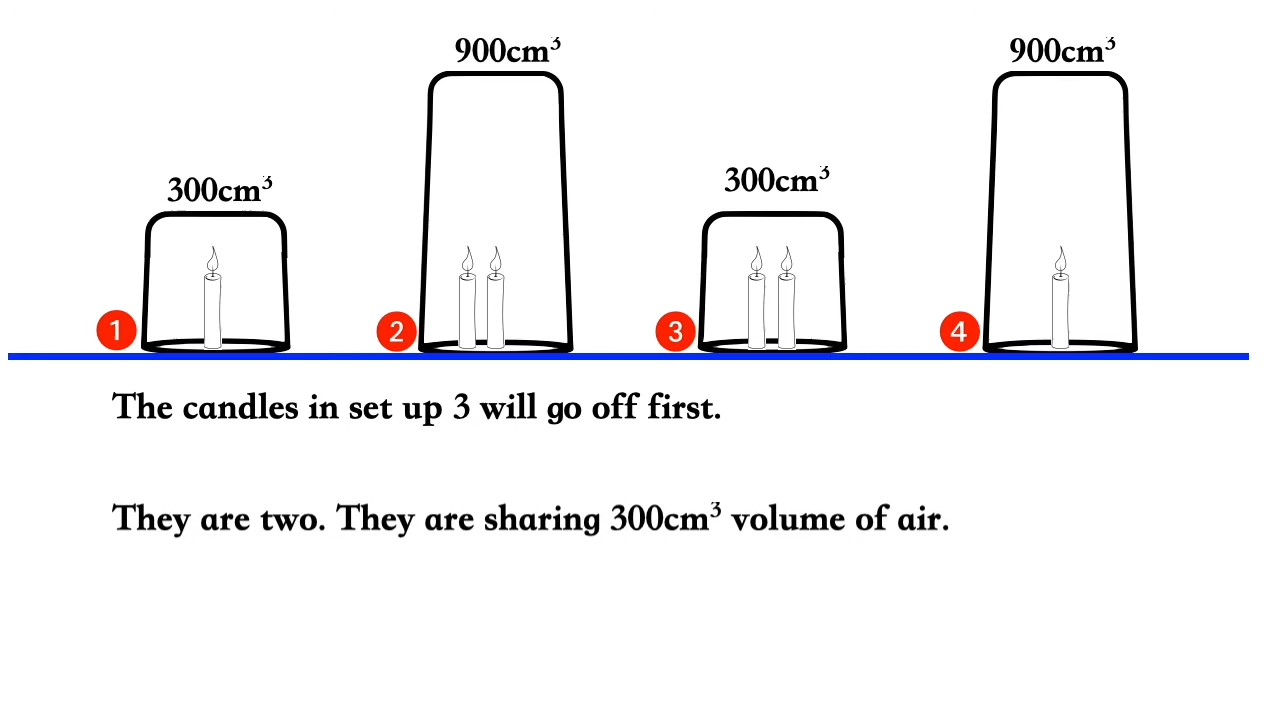 900cm³
900cm³
300cm³
300cm³
1
2
3
4
The candles in set up 3 will go off first.
They are two. They are sharing 300cm³ volume of air.